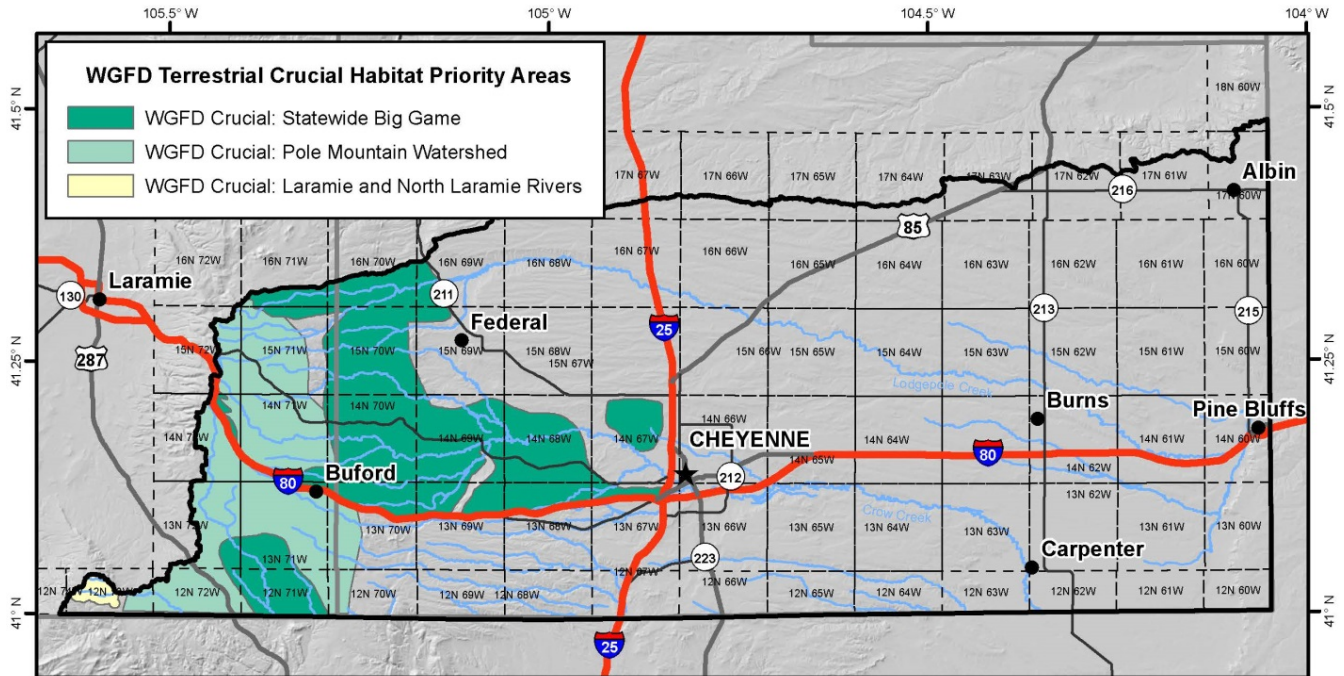 105.5° W
105° W
104.5° W
104° W
WGFD Terrestrial Crucial Habitat Priority Areas
WGFD Crucial: Statewide Big Game
WGFD Crucial: Pole Mountain Watershed
WGFD Crucial: Laramie and North Laramie Rivers
41.5° N
41.5° N
18N 60W
17N 67W
17N 66W
17N 65W
17N 64W
17N 63W
17N 62W
17N 61W
Albin
216
17N 60W
85
16N 72W
16N 71W
16N 70W
16N 69W
16N 68W
16N 67W
16N 66W
16N 65W
16N 64W
16N 63W
16N 62W
16N 61W
16N 60W
Laramie
130
211
213
215
Federal
25
287
41.25° N
41.25° N
15N 72W
15N 71W
15N 70W
15N 69W
15N 68W
15N 67W
15N 66W
15N 65W
15N 64W
15N 63W
15N 62W
15N 61W
15N 60W
Lodgepole Creek
14N 71W
14N 70W
14N 66W
Burns
Pine Bluffs
14N 69W
14N 67W
CHEYENNE
14N 64W
14N 61W
14N 60W
80
14N 65W
14N 62W
Buford
80
212
13N 62W
Crow Creek
13N 70W
13N 69W
13N 68W
13N 67W
13N 66W
13N 65W
13N 64W
13N 63W
13N 61W
13N 60W
13N 71W
223
Carpenter
12N 67W
12N 66W
12N 72W
12N 71W
12N 70W
12N 69W
12N 68W
12N 65W
12N 64W
12N 63W
12N 62W
12N 61W
12N 60W
41° N
41° N
25